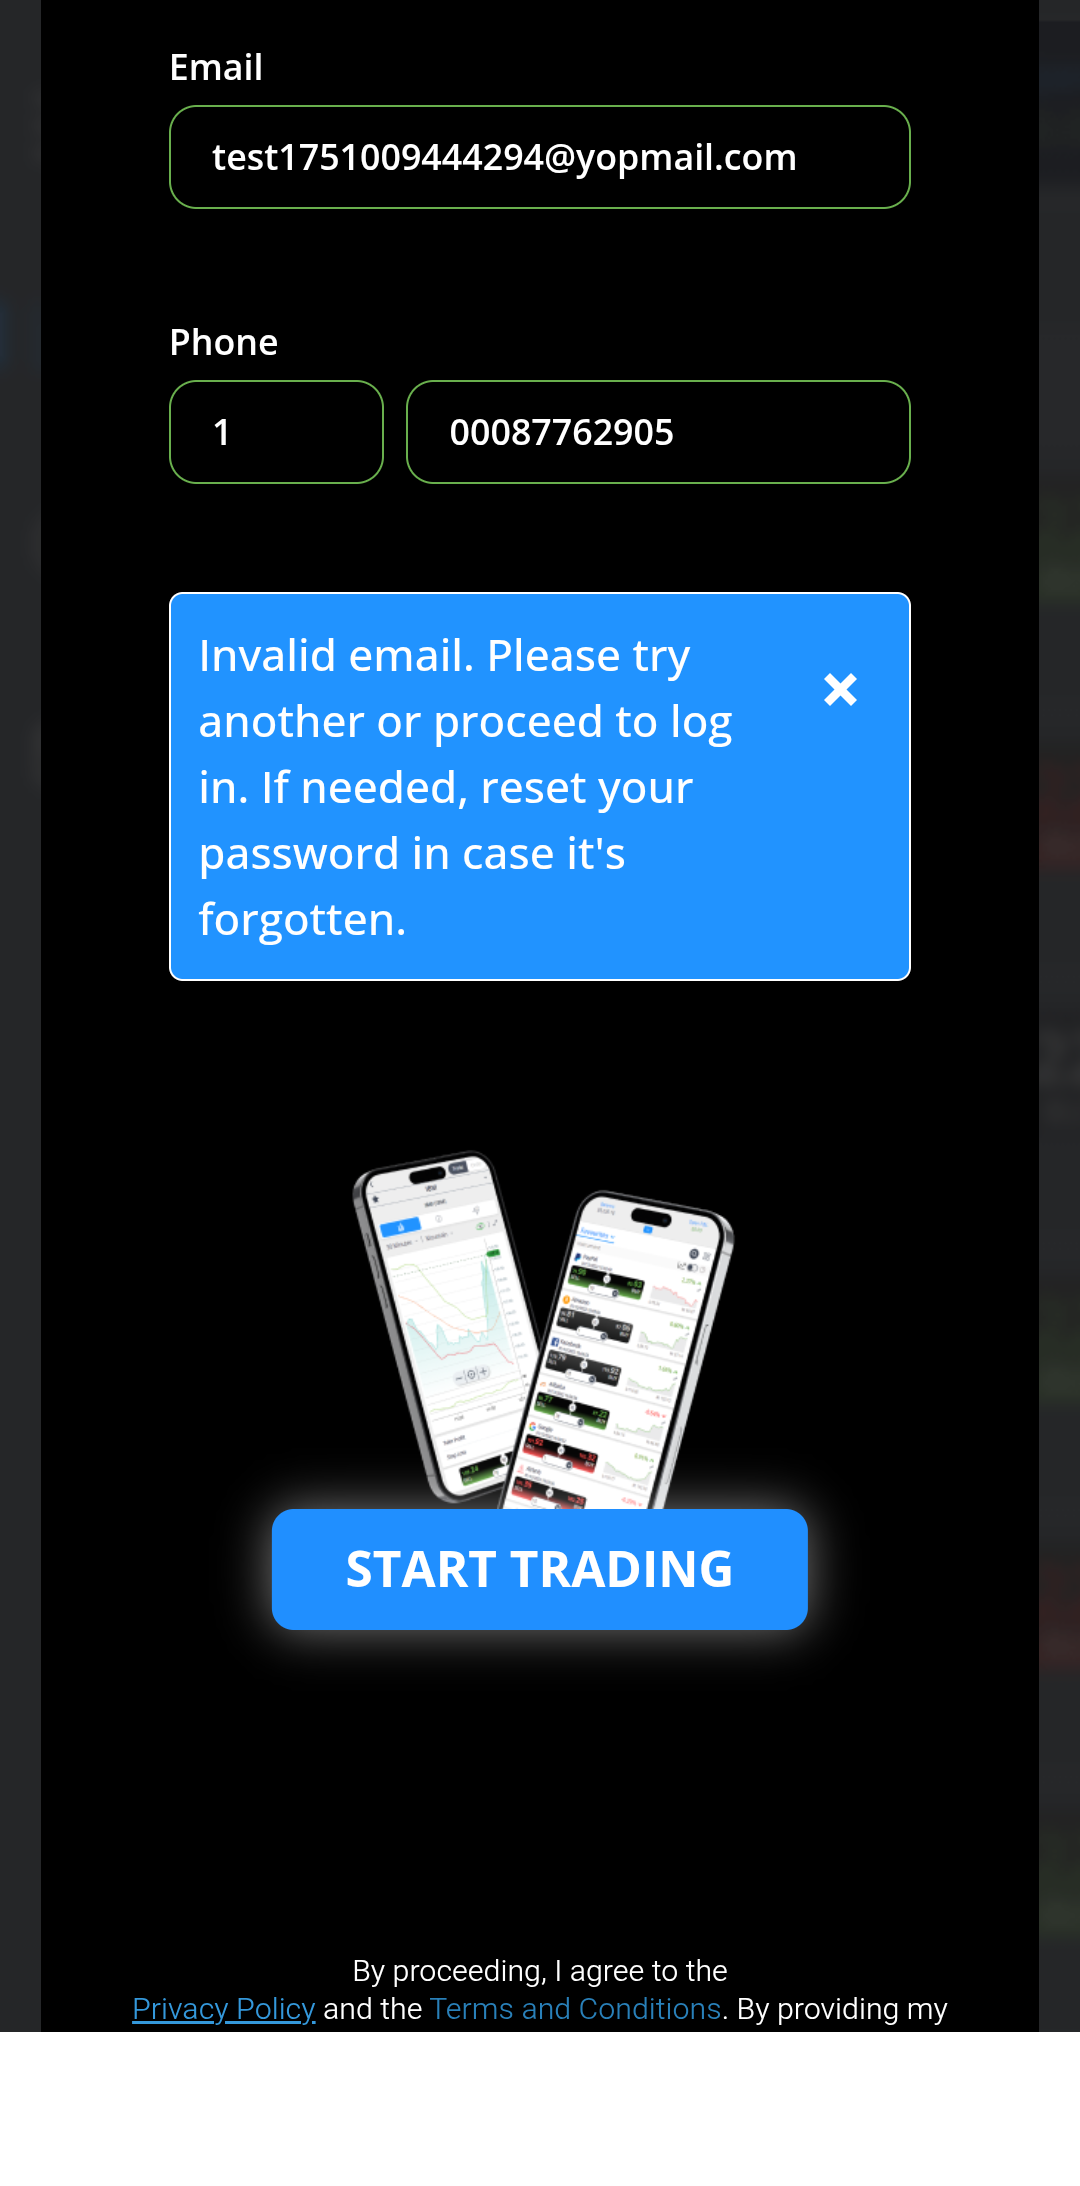 Email
test1751009444294@yopmail.com
Phone
1
00087762905
Invalid email. Please try
another or proceed to log
in. If needed, reset your
password in case it's
forgotten.
START TRADING
By proceeding, I agree to the
Privacy Policy and the Terms and Conditions. By providing my